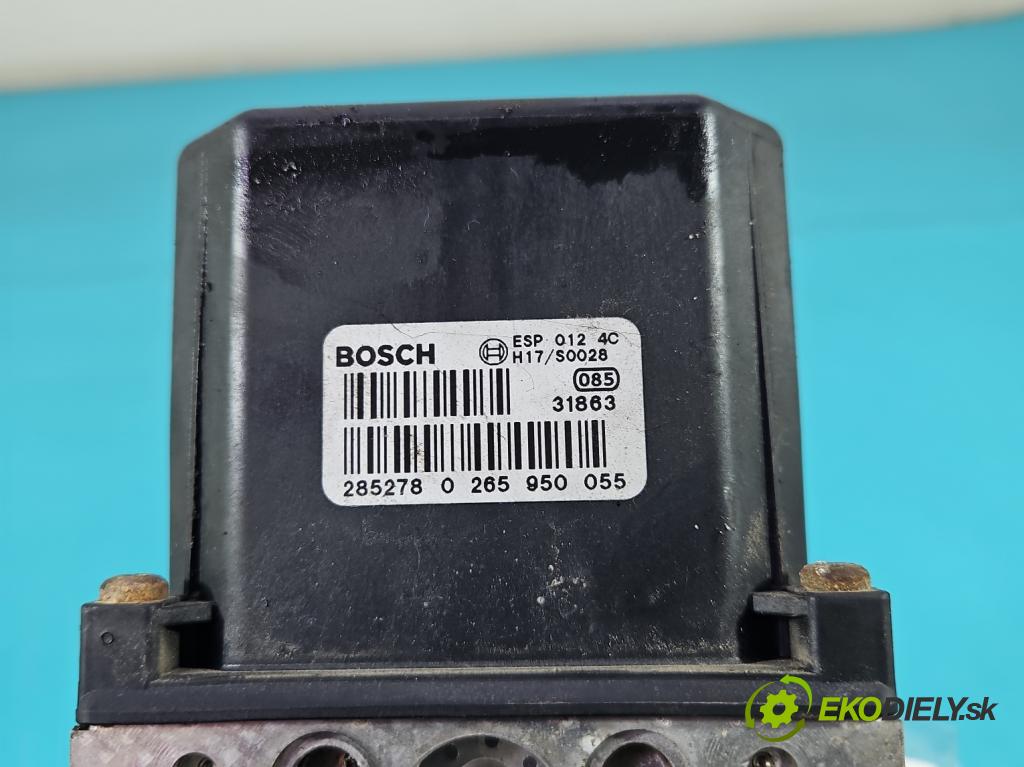 BOSCH
ESP 012 4C
H17/S0028
085
31863
285278 0 265 950 055
EKODIELY.sk